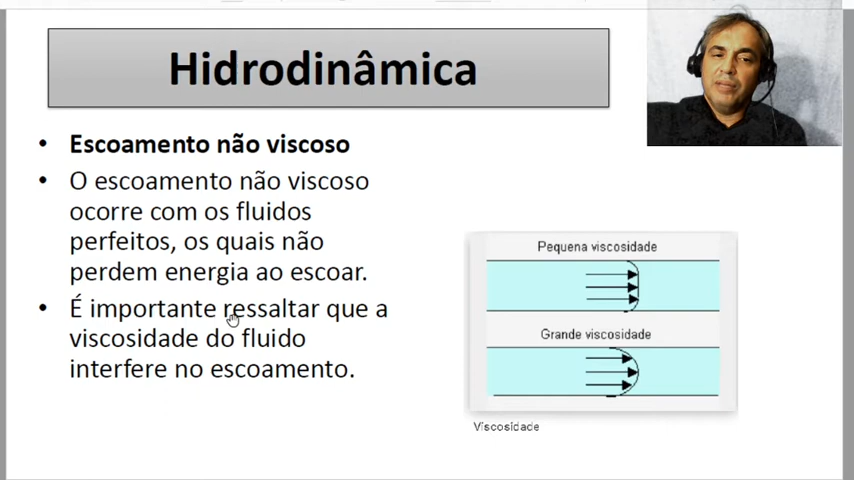 Hidrodinâmica
• Escoamento não viscoso
• O escoamento não viscoso
ocorre com os fluidos
perfeitos, os quais não
perdem energia ao escoar.
• É importante ressaltar que a
viscosidade do fluido
interfere no escoamento.
Pequena viscosidade
Grande viscosidade
Viscosidade